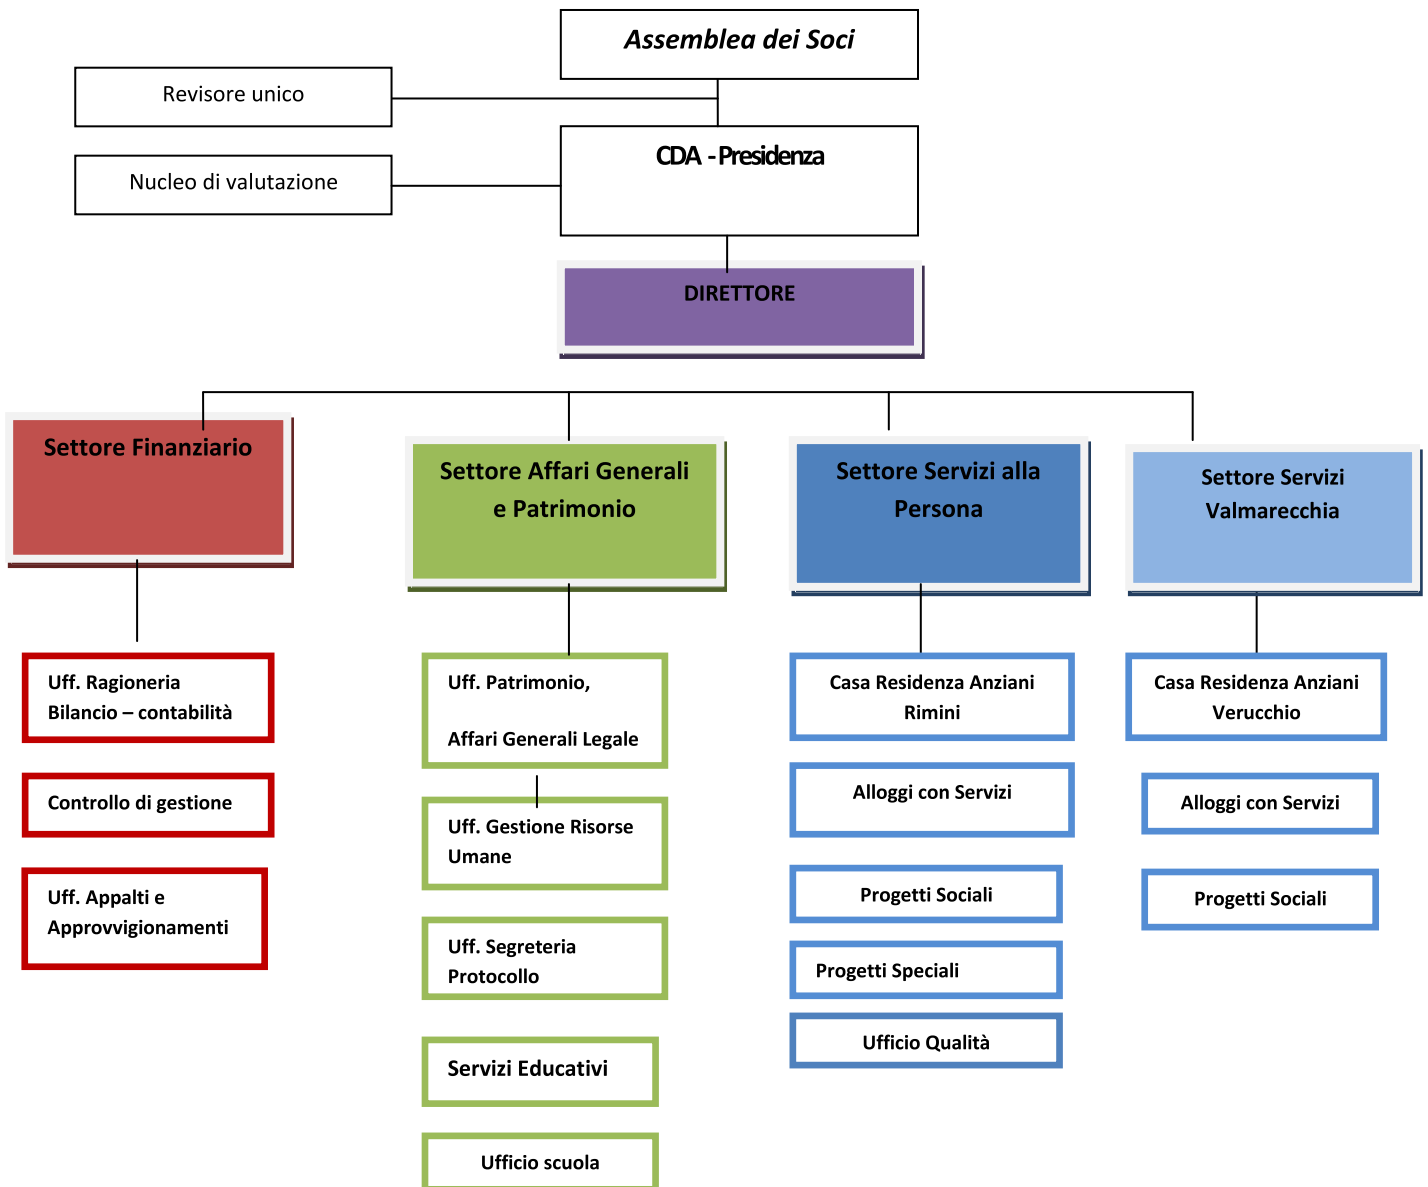 Assemblea dei Soci
Revisore unico
CDA - Presidenza
Nucleo di valutazione
DIRETTORE
Settore Finanziario
Settore Affari Generali
e Patrimonio
Settore Servizi alla
Persona
Settore Servizi
Valmarecchia
Uff. Ragioneria
Bilancio – contabilità
Controllo di gestione
Uff. Appalti e
Approvvigionamenti
Uff. Patrimonio,
Affari Generali Legale
Uff. Gestione Risorse
Umane
Uff. Segreteria
Protocollo
Servizi Educativi
Ufficio scuola
Casa Residenza Anziani
Rimini
Alloggi con Servizi
Progetti Sociali
Progetti Speciali
Ufficio Qualità
Casa Residenza Anziani
Verucchio
Alloggi con Servizi
Progetti Sociali